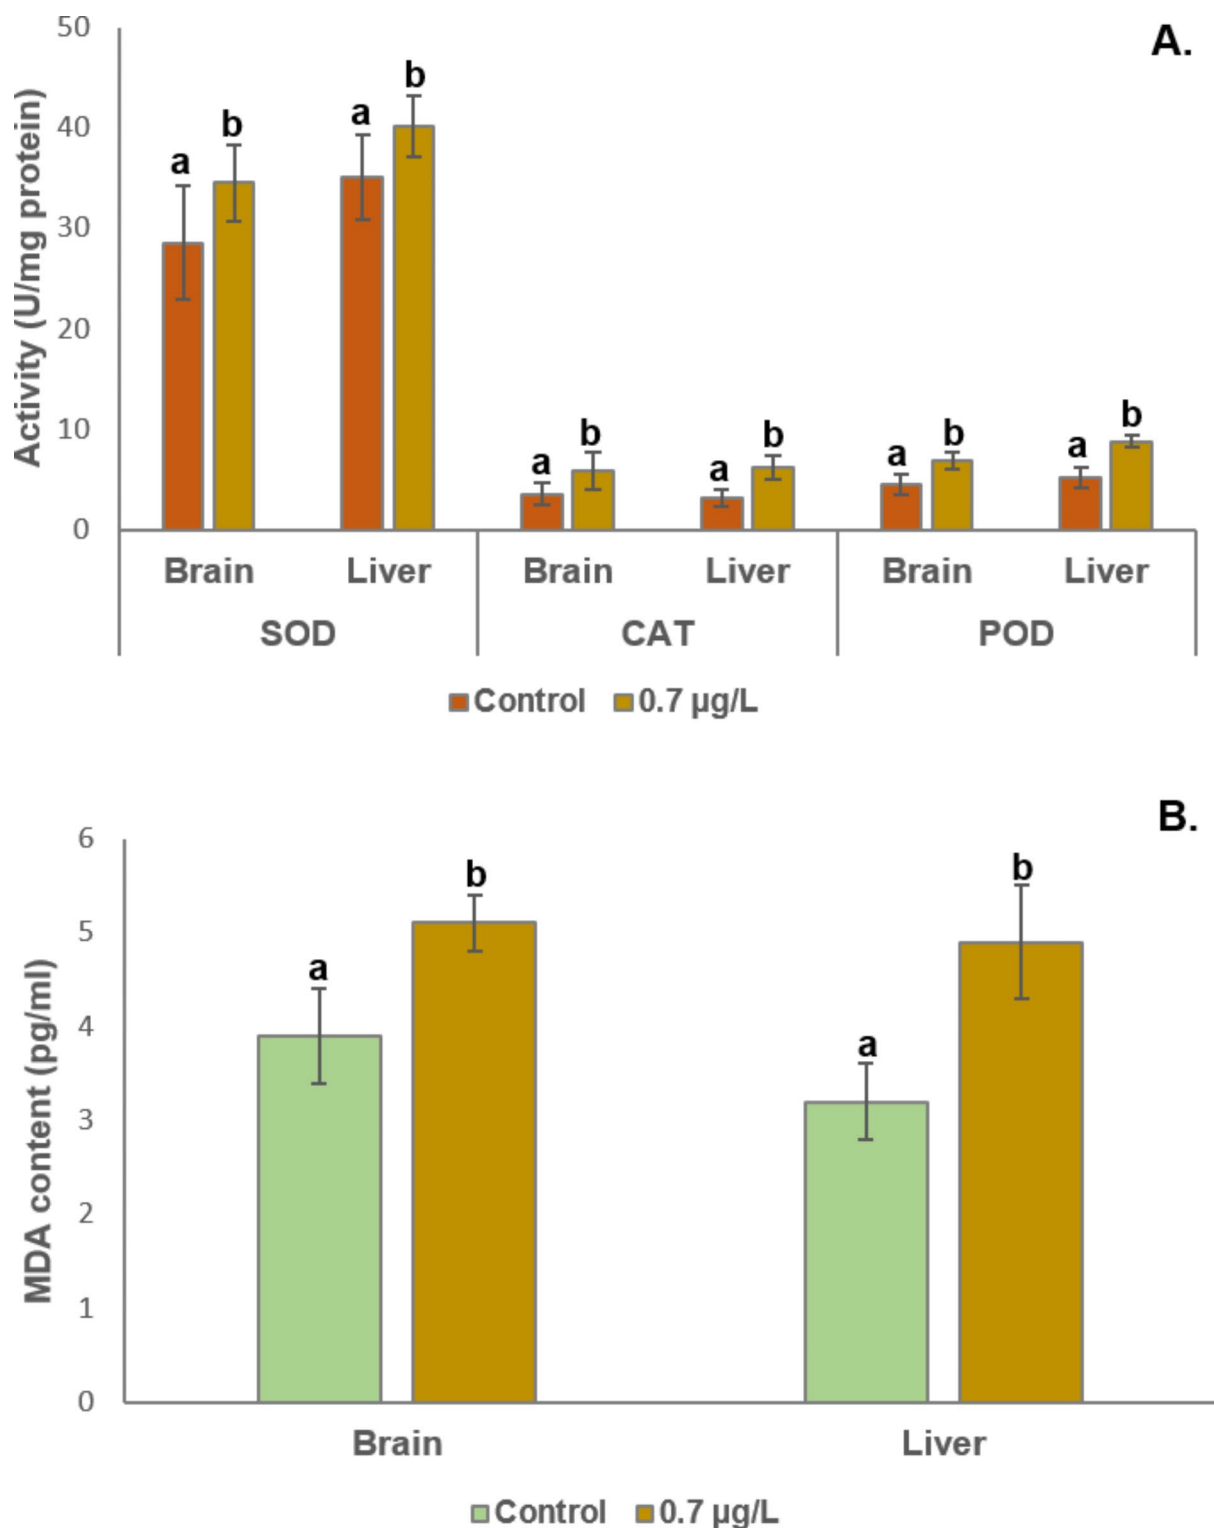 A.
50
40
30
20
10
0
Activity (U/mg protein)
a b a b a b a b a b a b
Brain Liver Brain Liver Brain Liver
SOD CAT POD
Control 0.7 µg/L
B.
6
5
4
3
2
1
0
MDA content (pg/ml)
a b a b
Brain Liver
Control 0.7 µg/L